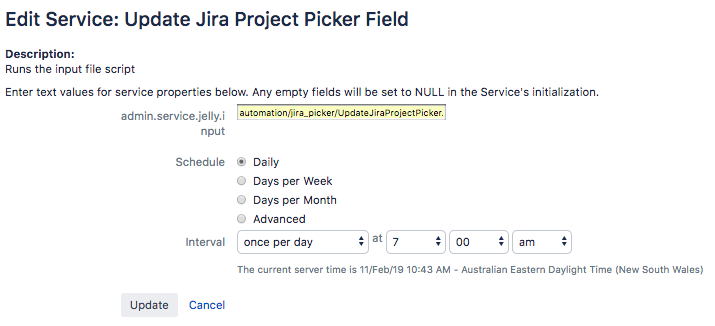 Edit Service: Update Jira Project Picker Field
Description:
Runs the input file script
Enter text values for service properties below. Any empty fields will be set to NULL in the Service's initialization.
admin.service.jelly.i
nput
automation/jira_picker/UpdateJiraProjectPicker.
Schedule
Daily
Days per Week
Days per Month
Advanced
Interval
once per day at 7 00 am
The current server time is 11/Feb/19 10:43 AM - Australian Eastern Daylight Time (New South Wales)
Update Cancel